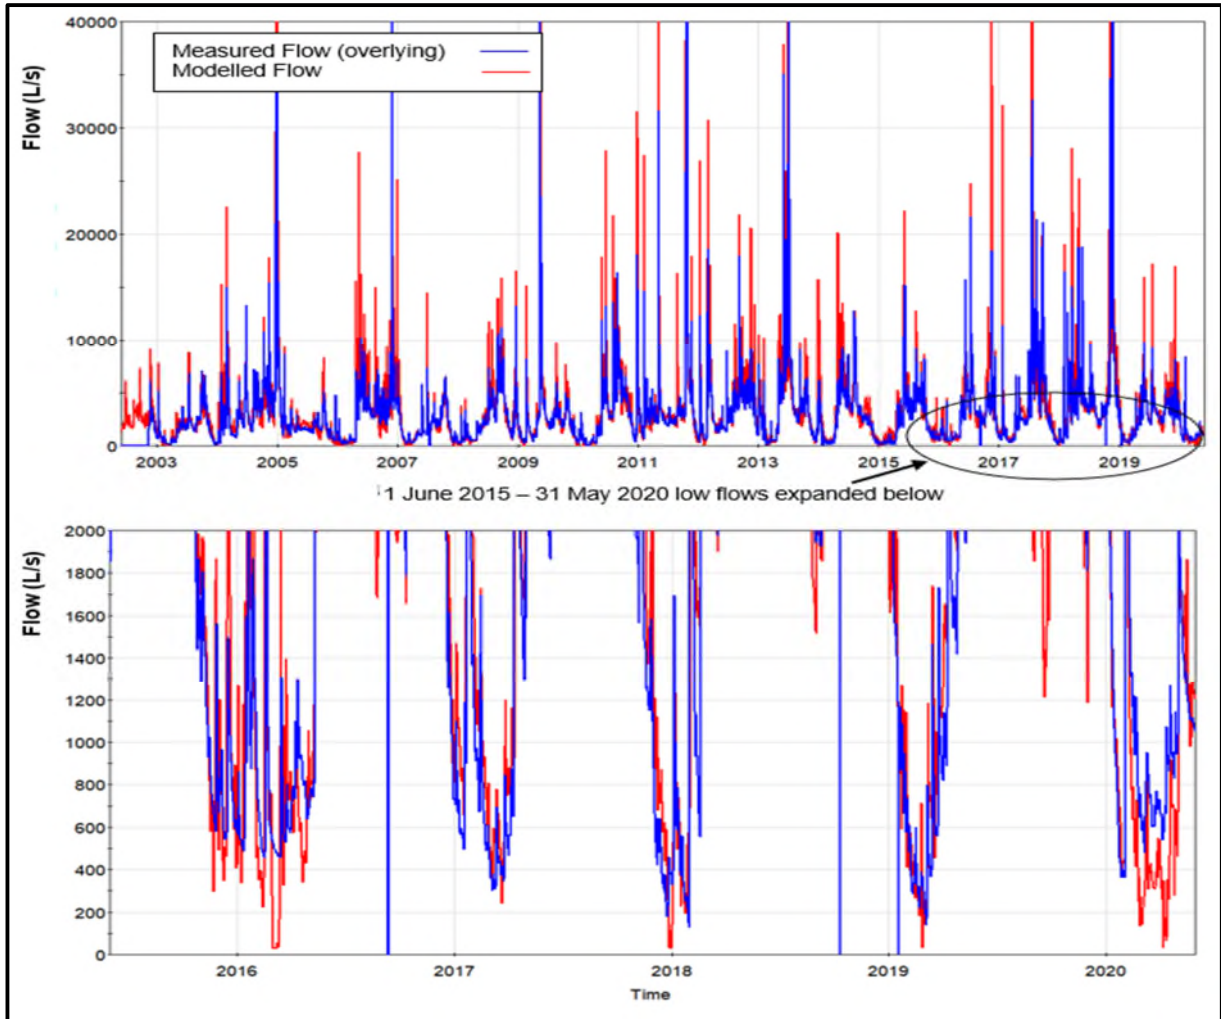 40000
Measured Flow (overlying)
Modelled Flow
Flow (L/s)
30000
20000
10000
0
2003 2005 2007 2009 2011 2013 2015 2017 2019
1 June 2015 – 31 May 2020 low flows expanded below
2000
Flow (L/s)
1800
1600
1400
1200
1000
800
600
400
200
0
2016 2017 2018 2019 2020
Time